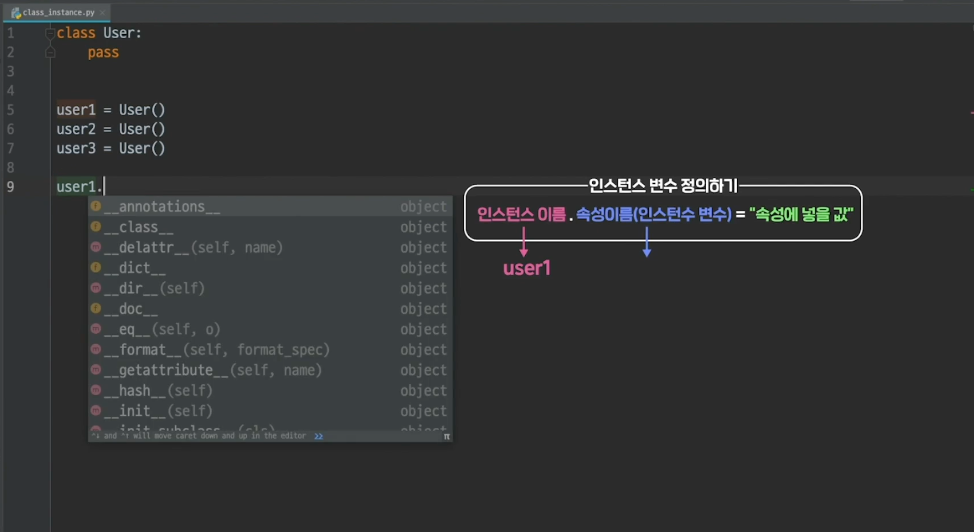 class_instance.py
1 class User:
2 pass
3
4
5 user1 = User()
6 user2 = User()
7 user3 = User()
8
9 user1.
__annotations__ object
__class__ object
__delattr__(self, name) object
__dict__ object
__dir__(self) object
__doc__ object
__eq__(self, o) object
__format__(self, format_spec) object
__getattribute__(self, name) object
__hash__(self) object
__init__(self) object
__init_subclass__(cls) object
^↓ and ^↑ will move caret down and up in the editor >> π
인스턴스 변수 정의하기
인스턴스 이름 . 속성이름(인스턴수 변수) = "속성에 넣을 값"
user1